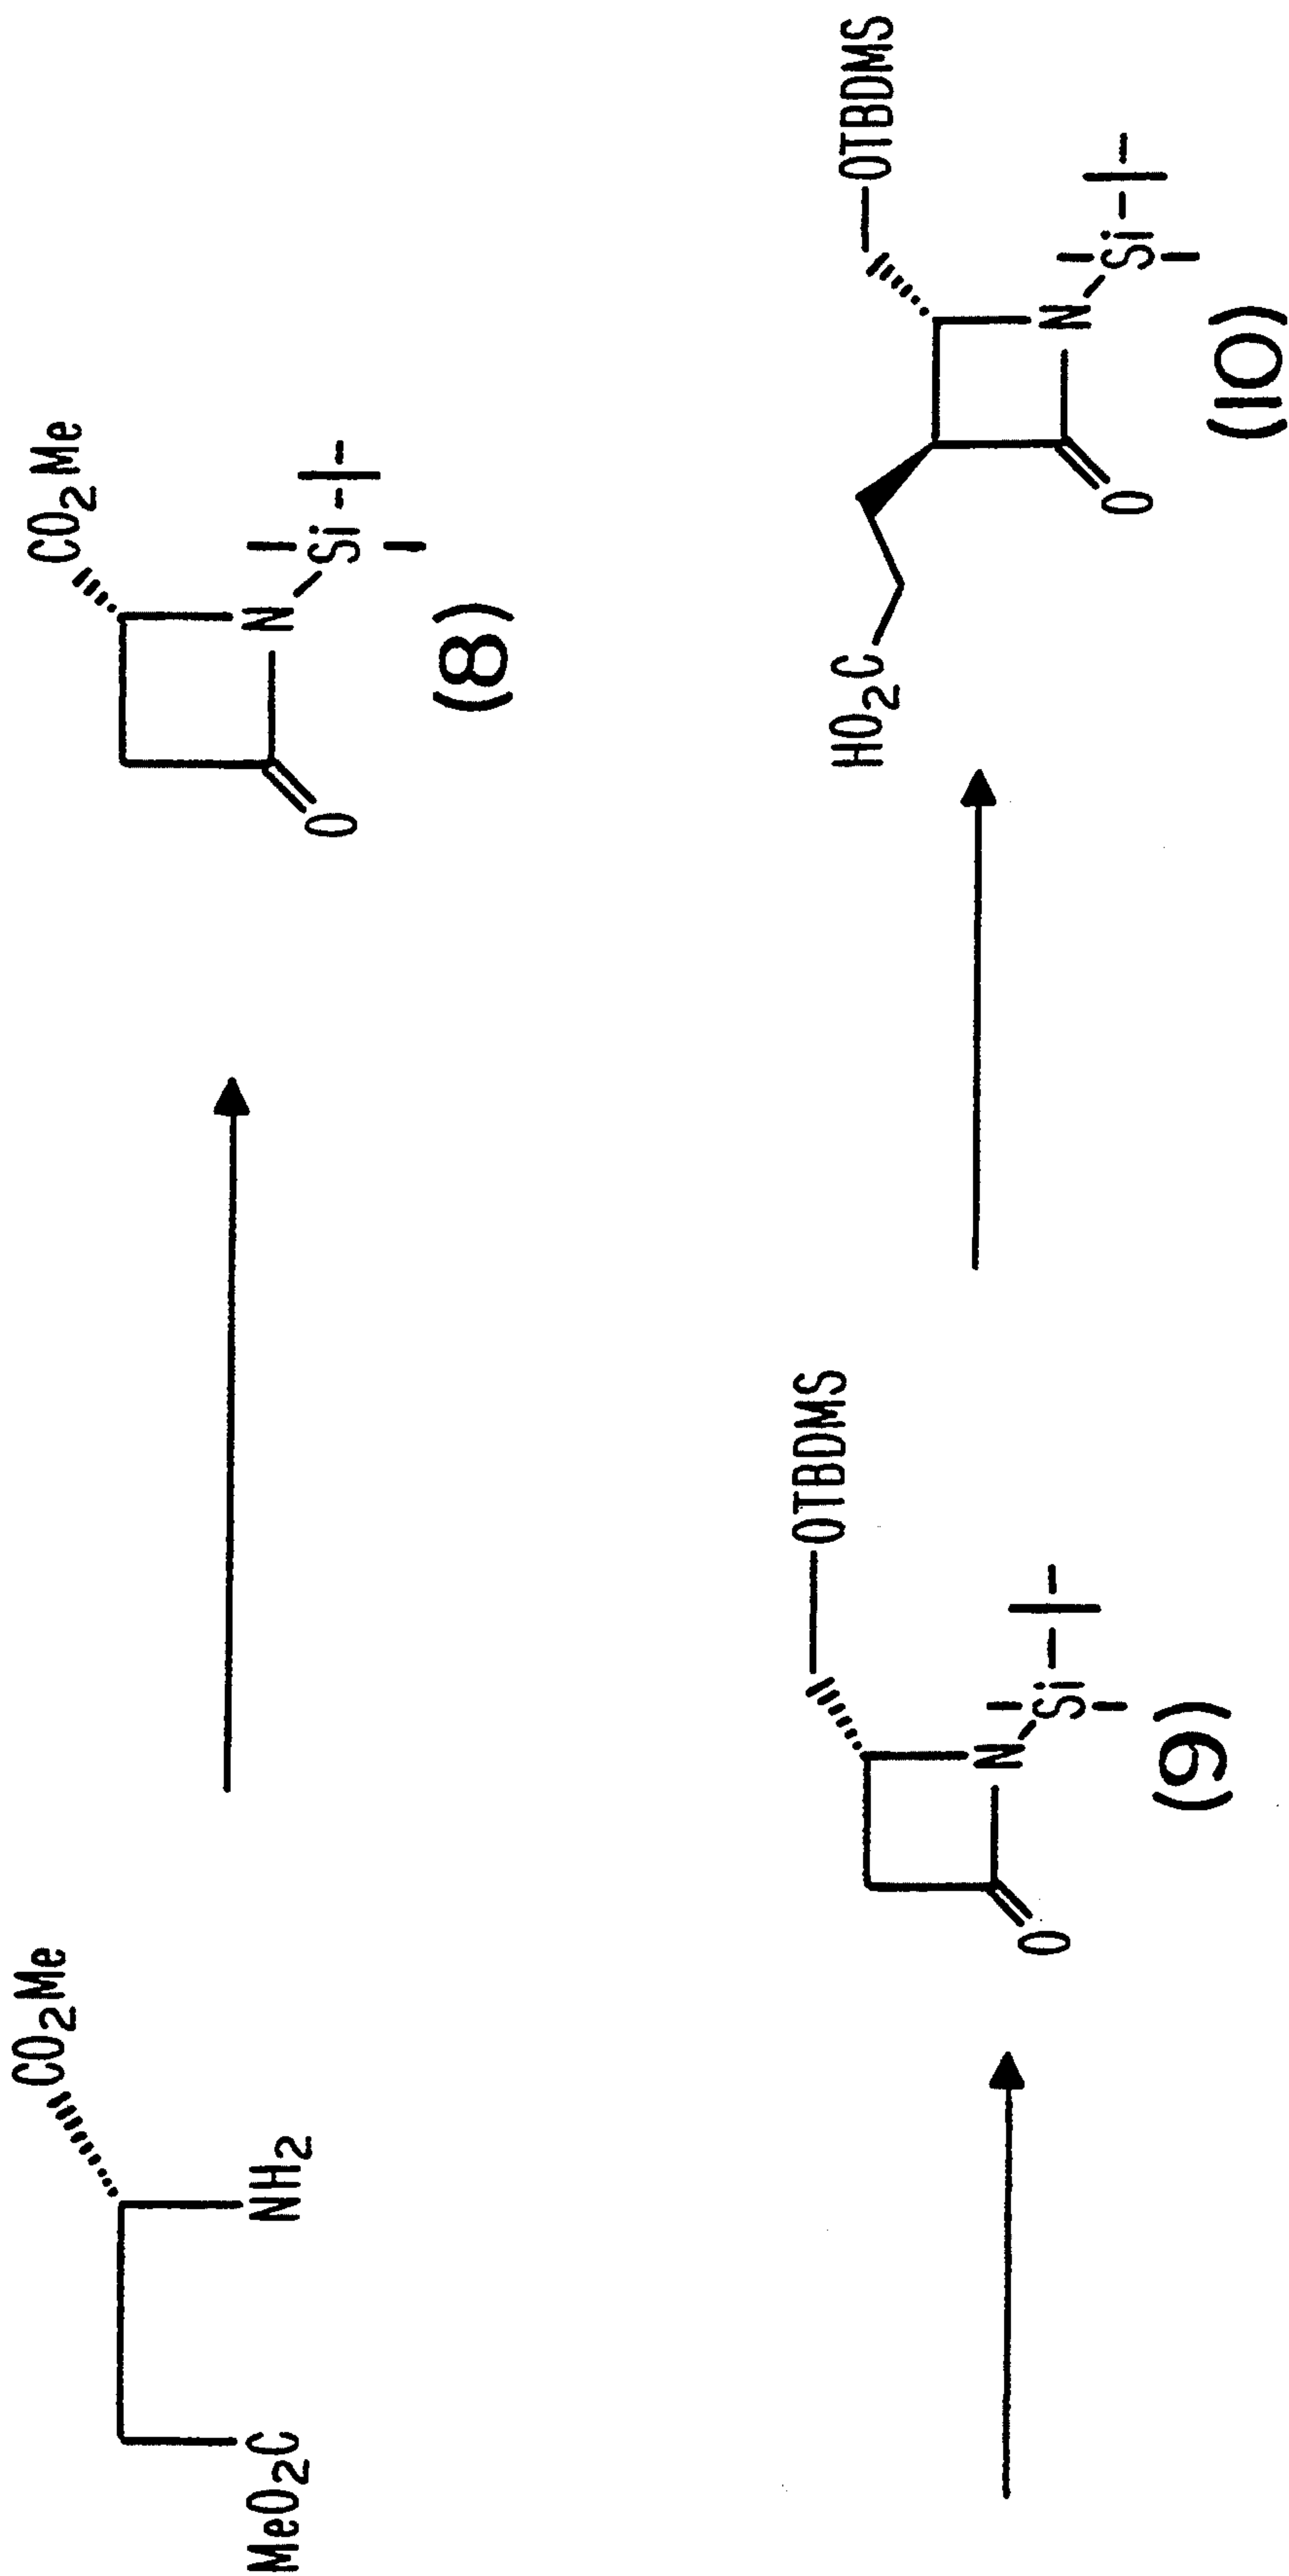 CO2Me
MeO2C
NH2
CO2Me
N
Si
O
(8)
OTBDMS
N
Si
O
(9)
OTBDMS
HO2C
N
Si
O
(10)